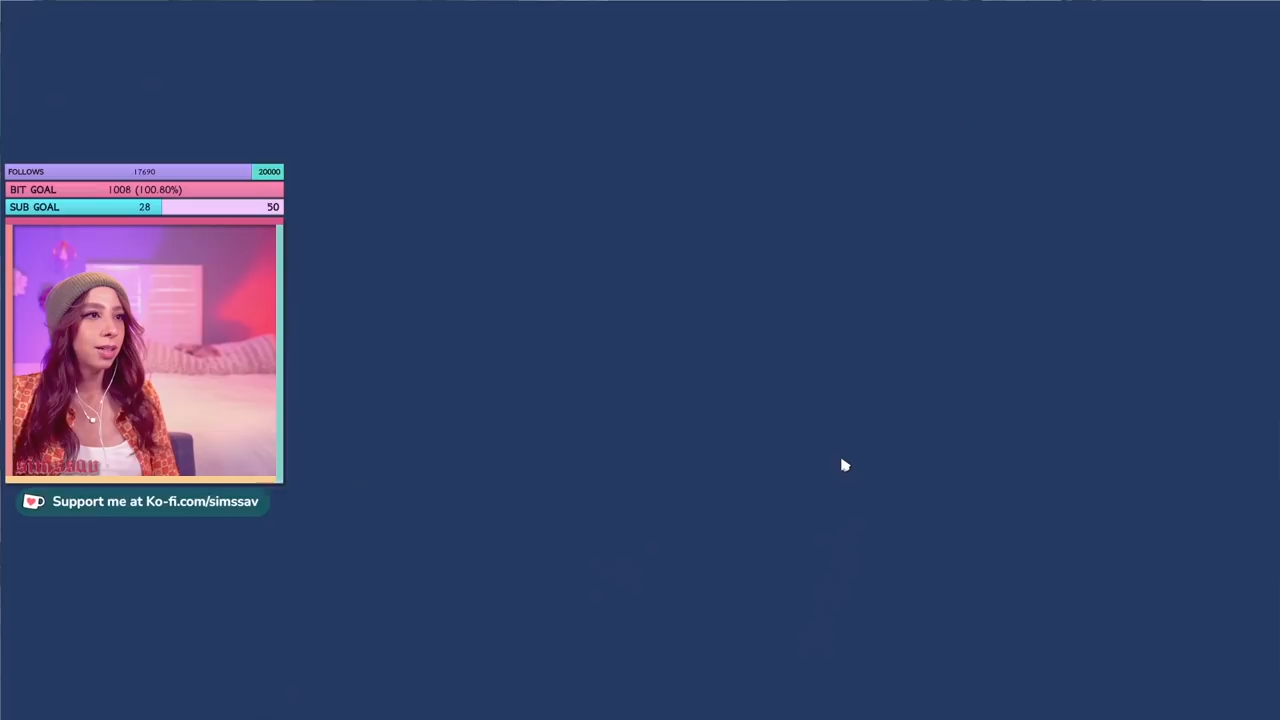 FOLLOWS 17690 20000
BIT GOAL 1008 (100.80%)
SUB GOAL 28 50
simssav
Support me at Ko-fi.com/simssav